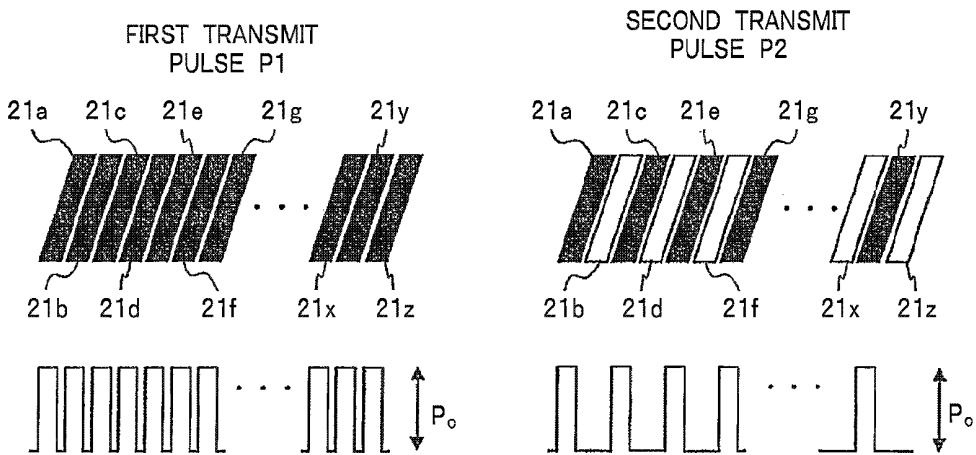 FIRST TRANSMIT
PULSE P1
21a 21c 21e 21g 21y
21b 21d 21f 21x 21z
Po
SECOND TRANSMIT
PULSE P2
21a 21c 21e 21g 21y
21b 21d 21f 21x 21z
Po